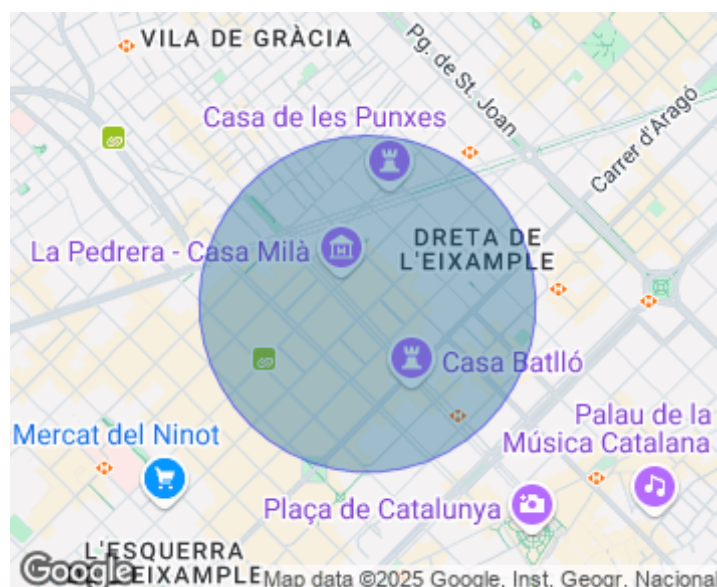 VILA DE GRÀCIA
Pg. de St. Joan
Casa de les Punxes
Carrer d'Aragó
La Pedrera - Casa Milà
DRETA DE
L'EIXAMPLE
Casa Batlló
Mercat del Ninot
Palau de la
Música Catalana
Plaça de Catalunya
L'ESQUERRA
EIXAMPLE
Google
Map data ©2025 Google, Inst. Geogr. Nacional